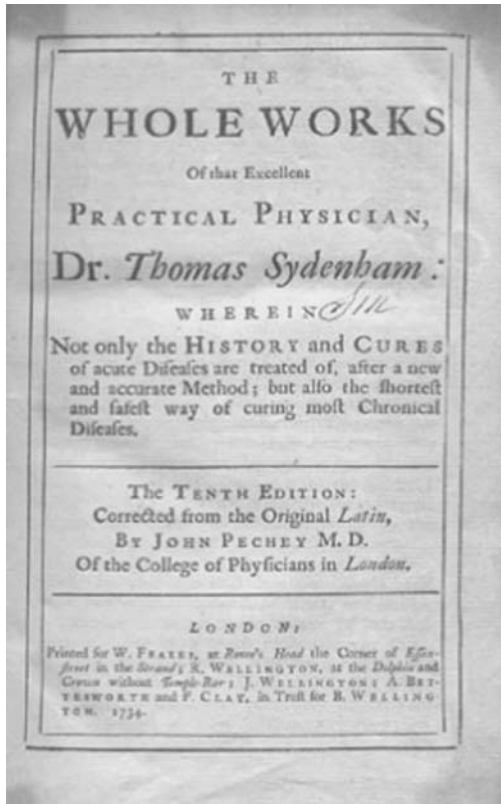 THE
WHOLE WORKS
Of that Excellent
PRACTICAL PHYSICIAN,
Dr. Thomas Sydenham:
WHEREIN
Not only the HISTORY and CURES
of acute Diſeaſes are treated of, after a new
and accurate Method; but alſo the ſhorteſt
and ſafeſt way of curing moſt Chronical
Diſeaſes.
The TENTH EDITION:
Corrected from the Original Latin,
BY JOHN PECHEY M. D.
Of the College of Phyſicians in London.
LONDON:
Printed for W. at Head the Corner of Eſſex-
ſtreet in the Strand; R. WELLINGTON, at the Dolphin and
Crown without Temple-Bar; J. WELLINGTON; A. BET-
TESWORTH and F. CLAY, in Truſt for B. WELLING
TON. 1734.